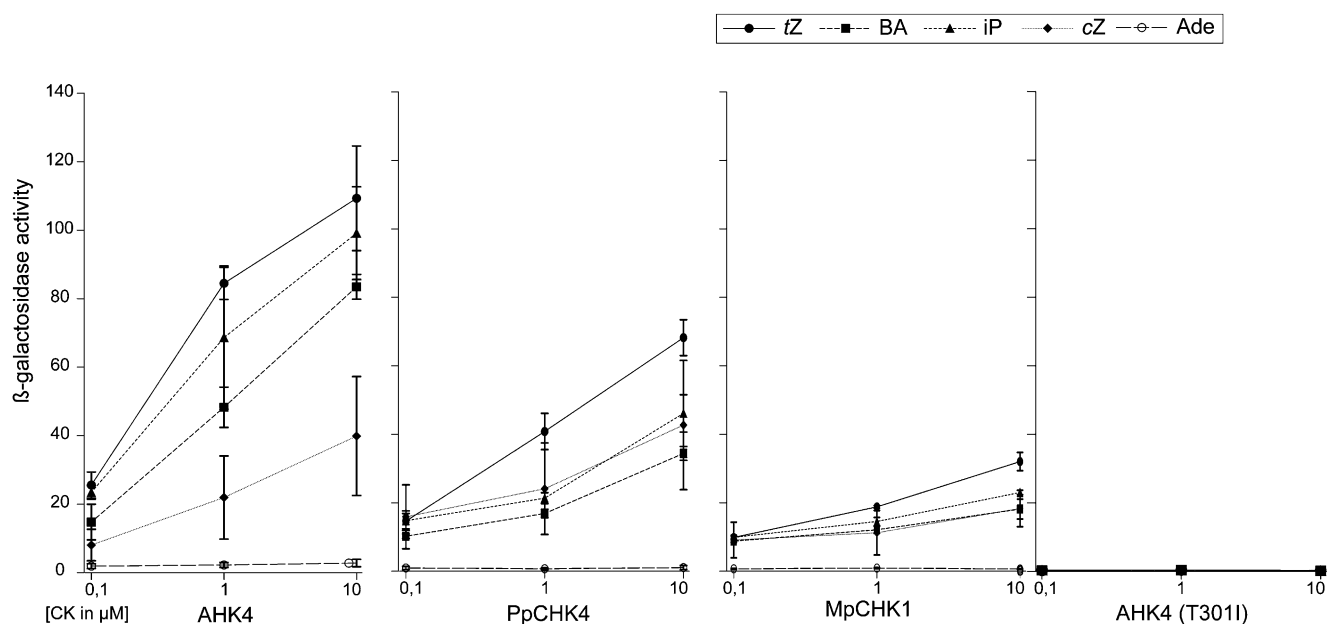 tZ BA iP cZ Ade
140
120
100
80
60
40
20
0
ß-galactosidase activity
0,1 1 10 0,1 1 10 0,1 1 10 0,1 1 10
[CK in µM] AHK4 PpCHK4 MpCHK1 AHK4 (T301I)